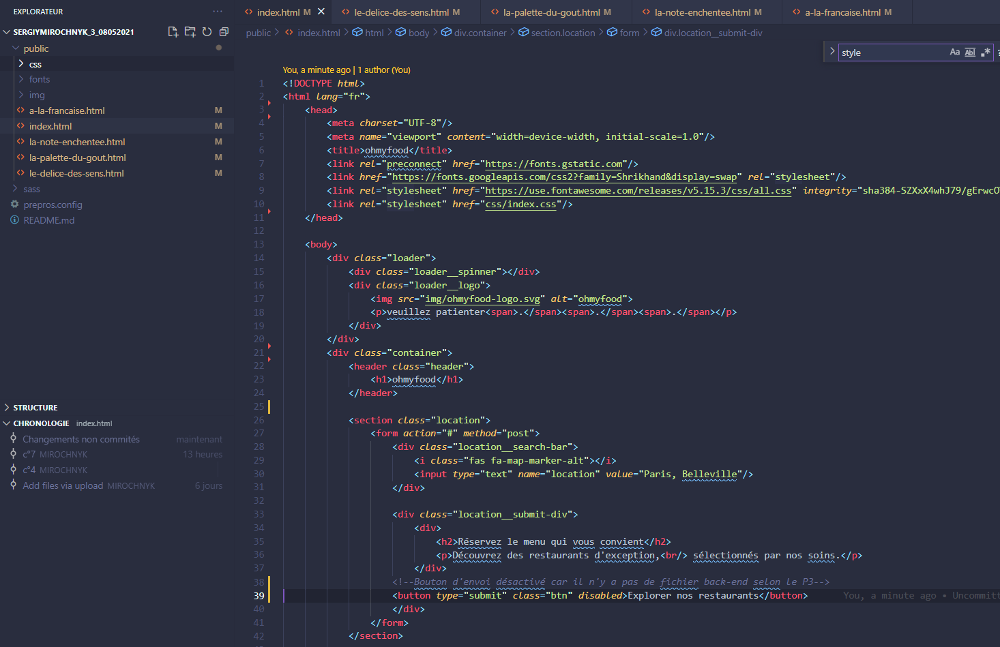 EXPLORATEUR
SERGIYMIROCHNYK_3_08052021
public
css
fonts
img
a-la-francaise.html M
index.html M
la-note-enchentee.html M
la-palette-du-gout.html M
le-delice-des-sens.html M
sass
prepros.config
README.md
STRUCTURE
CHRONOLOGIE index.html
Changements non commités maintenant
c°7 MIROCHNYK 13 heures
c°4 MIROCHNYK
Add files via upload MIROCHNYK 6 jours
index.html M le-delice-des-sens.html M la-palette-du-gout.html M la-note-enchentee.html M a-la-francaise.html M
public > index.html > html > body > div.container > section.location > form > div.location__submit-div
style Aa Abl .*
You, a minute ago | 1 author (You)
1 <!DOCTYPE html>
2 <html lang="fr">
3 <head>
4 <meta charset="UTF-8"/>
5 <meta name="viewport" content="width=device-width, initial-scale=1.0"/>
6 <title>ohmyfood</title>
7 <link rel="preconnect" href="https://fonts.gstatic.com"/>
8 <link href="https://fonts.googleapis.com/css2?family=Shrikhand&display=swap" rel="stylesheet"/>
9 <link rel="stylesheet" href="https://use.fontawesome.com/releases/v5.15.3/css/all.css" integrity="sha384-SZXxX4whJ79/gErwcO
10 <link rel="stylesheet" href="css/index.css"/>
11 </head>
12
13 <body>
14 <div class="loader">
15 <div class="loader__spinner"></div>
16 <div class="loader__logo">
17 <img src="img/ohmyfood-logo.svg" alt="ohmyfood">
18 <p>veuillez patienter<span>.</span><span>.</span><span>.</span></p>
19 </div>
20 </div>
21 <div class="container">
22 <header class="header">
23 <h1>ohmyfood</h1>
24 </header>
25
26 <section class="location">
27 <form action="#" method="post">
28 <div class="location__search-bar">
29 <i class="fas fa-map-marker-alt"></i>
30 <input type="text" name="location" value="Paris, Belleville"/>
31 </div>
32
33 <div class="location__submit-div">
34 <div>
35 <h2>Réservez le menu qui vous convient</h2>
36 <p>Découvrez des restaurants d'exception,<br/> sélectionnés par nos soins.</p>
37 </div>
38 <!--Bouton d'envoi désactivé car il n'y a pas de fichier back-end selon le P3-->
39 <button type="submit" class="btn" disabled>Explorer nos restaurants</button> You, a minute ago • Uncommitt
40 </div>
41 </form>
42 </section>